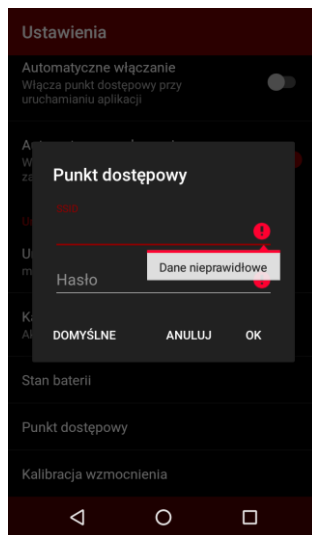 Ustawienia
Automatyczne włączanie
Włącza punkt dostępowy przy
uruchamianiu aplikacji
Punkt dostępowy
Dane nieprawidłowe
Hasło
DOMYŚLNE
ANULUJ
OK
Stan baterii
Punkt dostępowy
Kalibracja wzmocnienia